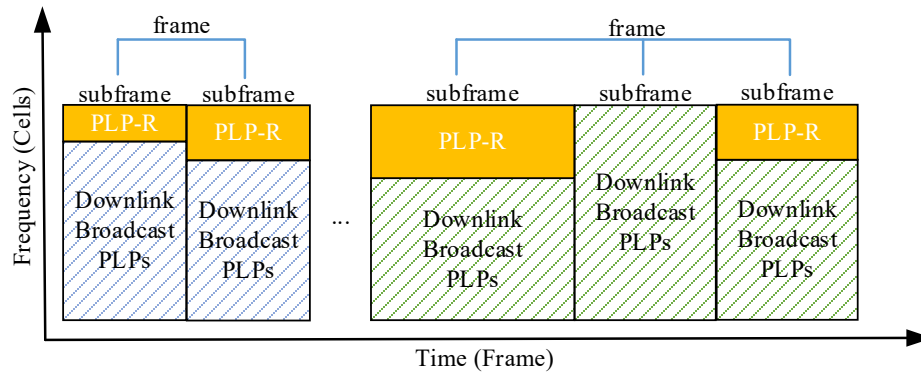 frame
frame
subframe
subframe
subframe
subframe
subframe
PLP-R
PLP-R
PLP-R
PLP-R
Downlink
Broadcast
PLPs
Downlink
Broadcast
PLPs
...
Downlink
Broadcast
PLPs
Downlink
Broadcast
PLPs
Downlink
Broadcast
PLPs
Frequency (Cells)
Time (Frame)